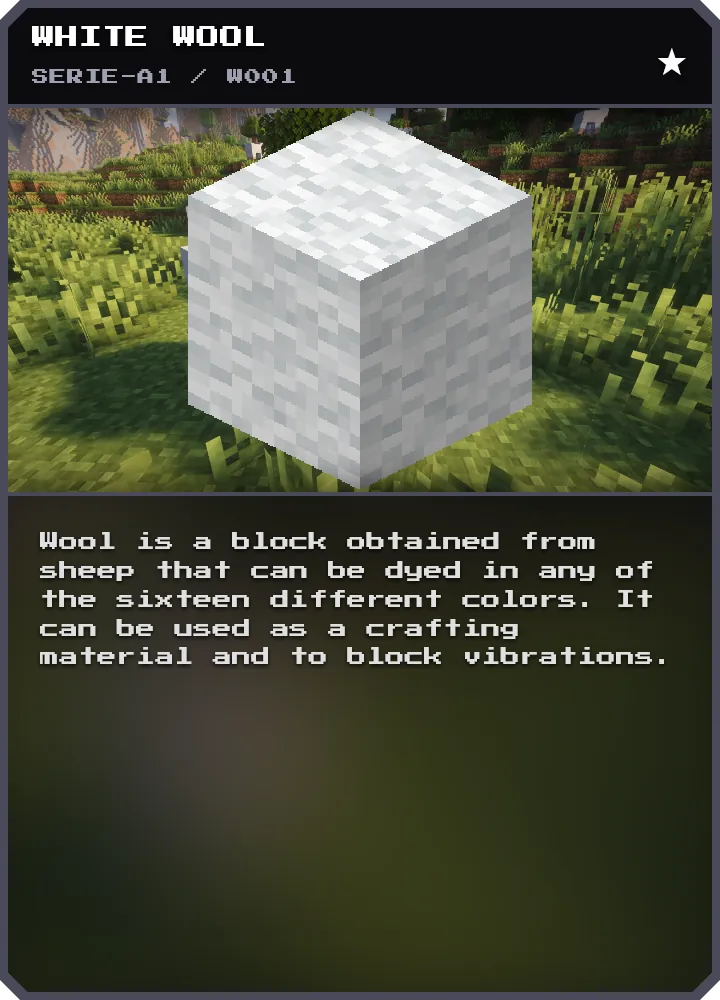 WHITE WOOL
SERIE-A1 / W001
Wool is a block obtained from
sheep that can be dyed in any of
the sixteen different colors. It
can be used as a crafting
material and to block vibrations.